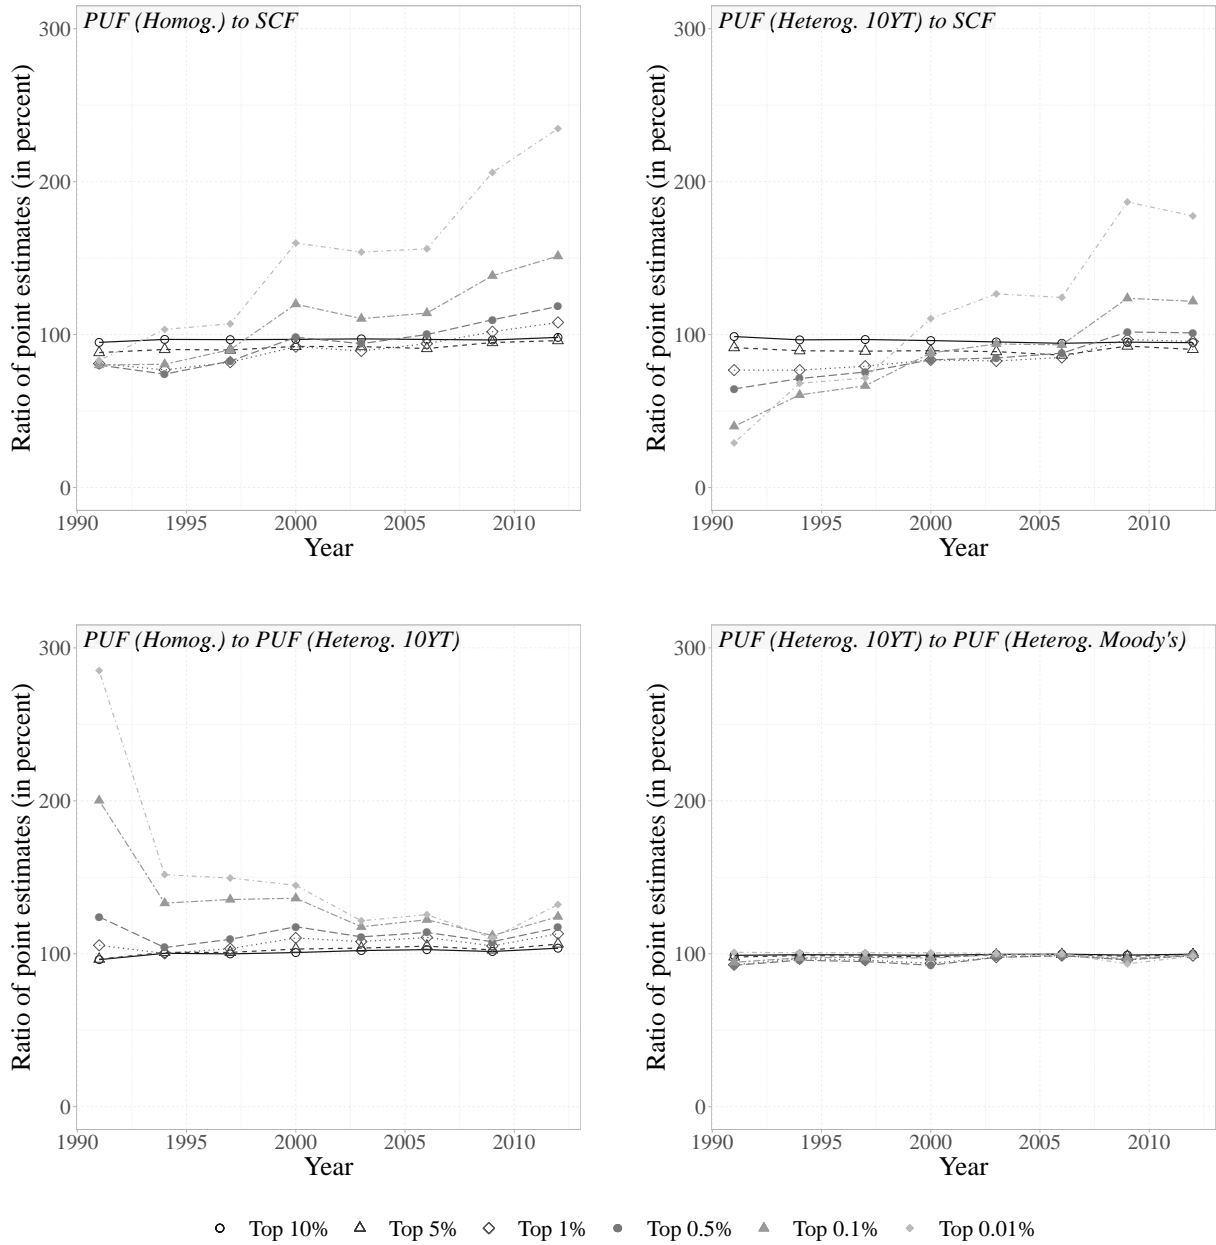 PUF (Homog.) to SCF
Ratio of point estimates (in percent)
300
200
100
0
1990 1995 2000 2005 2010
Year
PUF (Heterog. 10YT) to SCF
Ratio of point estimates (in percent)
300
200
100
0
1990 1995 2000 2005 2010
Year
PUF (Homog.) to PUF (Heterog. 10YT)
Ratio of point estimates (in percent)
300
200
100
0
1990 1995 2000 2005 2010
Year
PUF (Heterog. 10YT) to PUF (Heterog. Moody's)
Ratio of point estimates (in percent)
300
200
100
0
1990 1995 2000 2005 2010
Year
Top 10% Top 5% Top 1% Top 0.5% Top 0.1% Top 0.01%